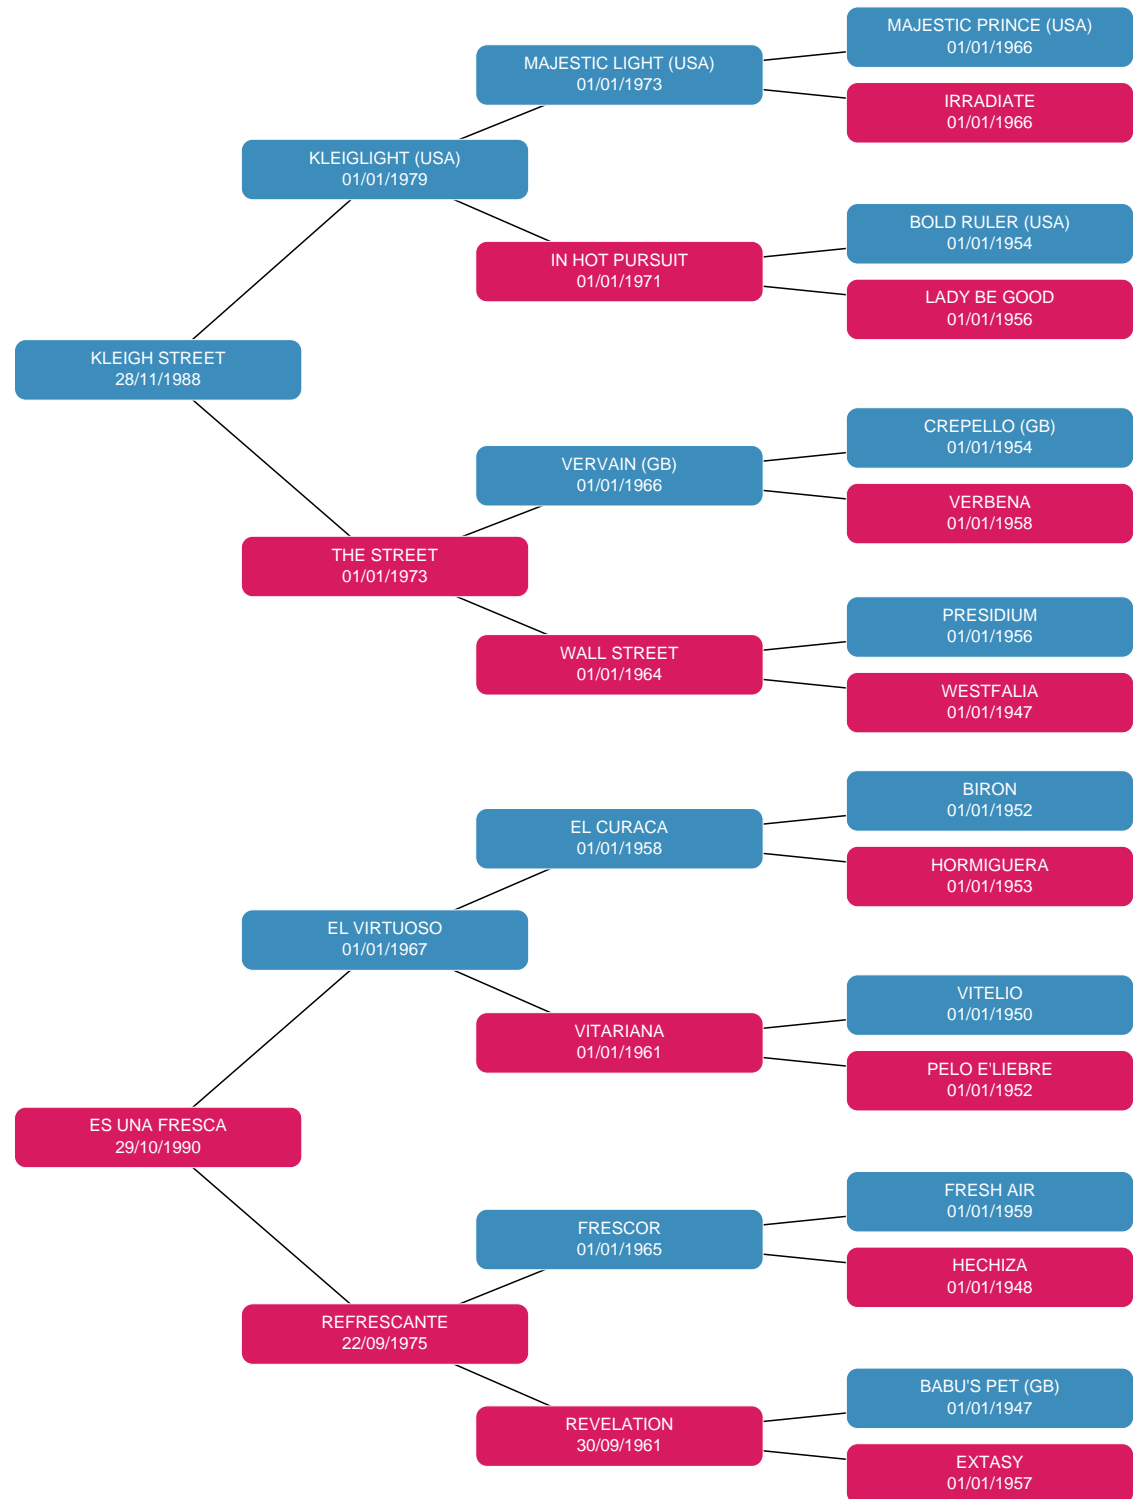 MAJESTIC PRINCE (USA)
01/01/1966
MAJESTIC LIGHT (USA)
01/01/1973
IRRADIATE
01/01/1966
KLEIGLIGHT (USA)
01/01/1979
BOLD RULER (USA)
01/01/1954
IN HOT PURSUIT
01/01/1971
LADY BE GOOD
01/01/1956
KLEIGH STREET
28/11/1988
CREPELLO (GB)
01/01/1954
VERVAIN (GB)
01/01/1966
VERBENA
01/01/1958
THE STREET
01/01/1973
PRESIDIUM
01/01/1956
WALL STREET
01/01/1964
WESTFALIA
01/01/1947
BIRON
01/01/1952
EL CURACA
01/01/1958
HORMIGUERA
01/01/1953
EL VIRTUOSO
01/01/1967
VITELIO
01/01/1950
VITARIANA
01/01/1961
PELO E'LIEBRE
01/01/1952
ES UNA FRESCA
29/10/1990
FRESH AIR
01/01/1959
FRESCOR
01/01/1965
HECHIZA
01/01/1948
REFRESCANTE
22/09/1975
BABU'S PET (GB)
01/01/1947
REVELATION
30/09/1961
EXTASY
01/01/1957